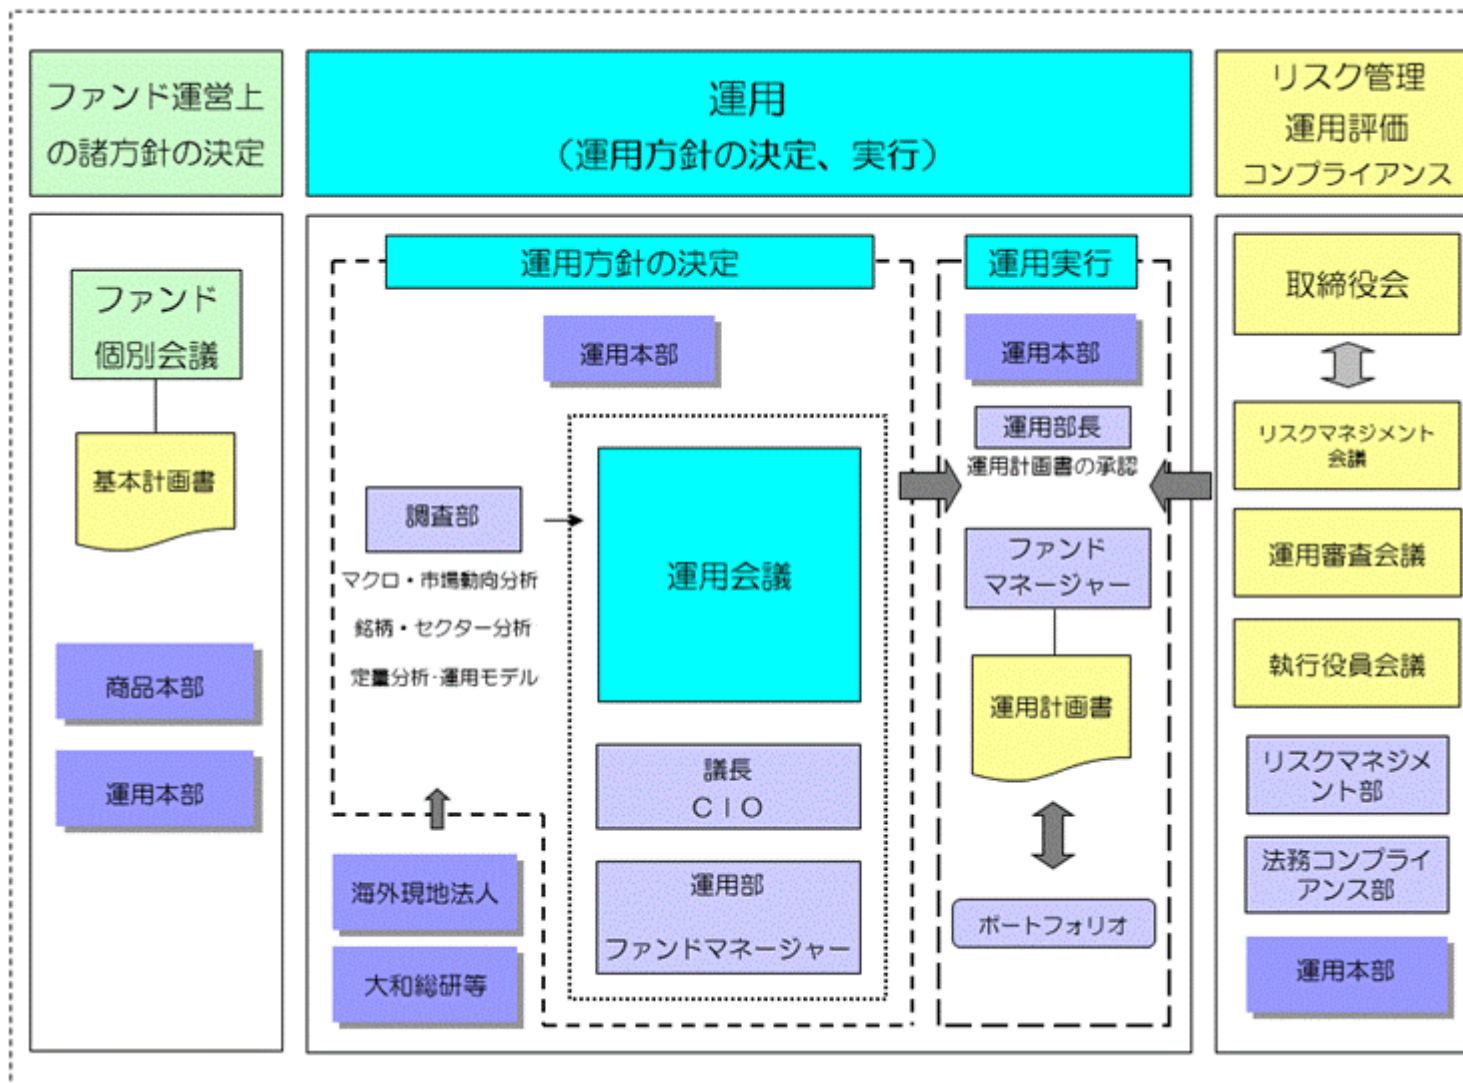 ファンド運営上
の諸方針の決定
運用
（運用方針の決定、実行）
リスク管理
運用評価
コンプライアンス
ファンド
個別会議
基本計画書
商品本部
運用本部
運用方針の決定
運用本部
調査部
マクロ・市場動向分析
銘柄・セクター分析
定量分析・運用モデル
運用会議
議長
ＣＩＯ
運用部
ファンドマネージャー
海外現地法人
大和総研等
運用実行
運用本部
運用部長
運用計画書の承認
ファンド
マネージャー
運用計画書
ポートフォリオ
取締役会
リスクマネジメント
会議
運用審査会議
執行役員会議
リスクマネジメ
ント部
法務コンプライ
アンス部
運用本部